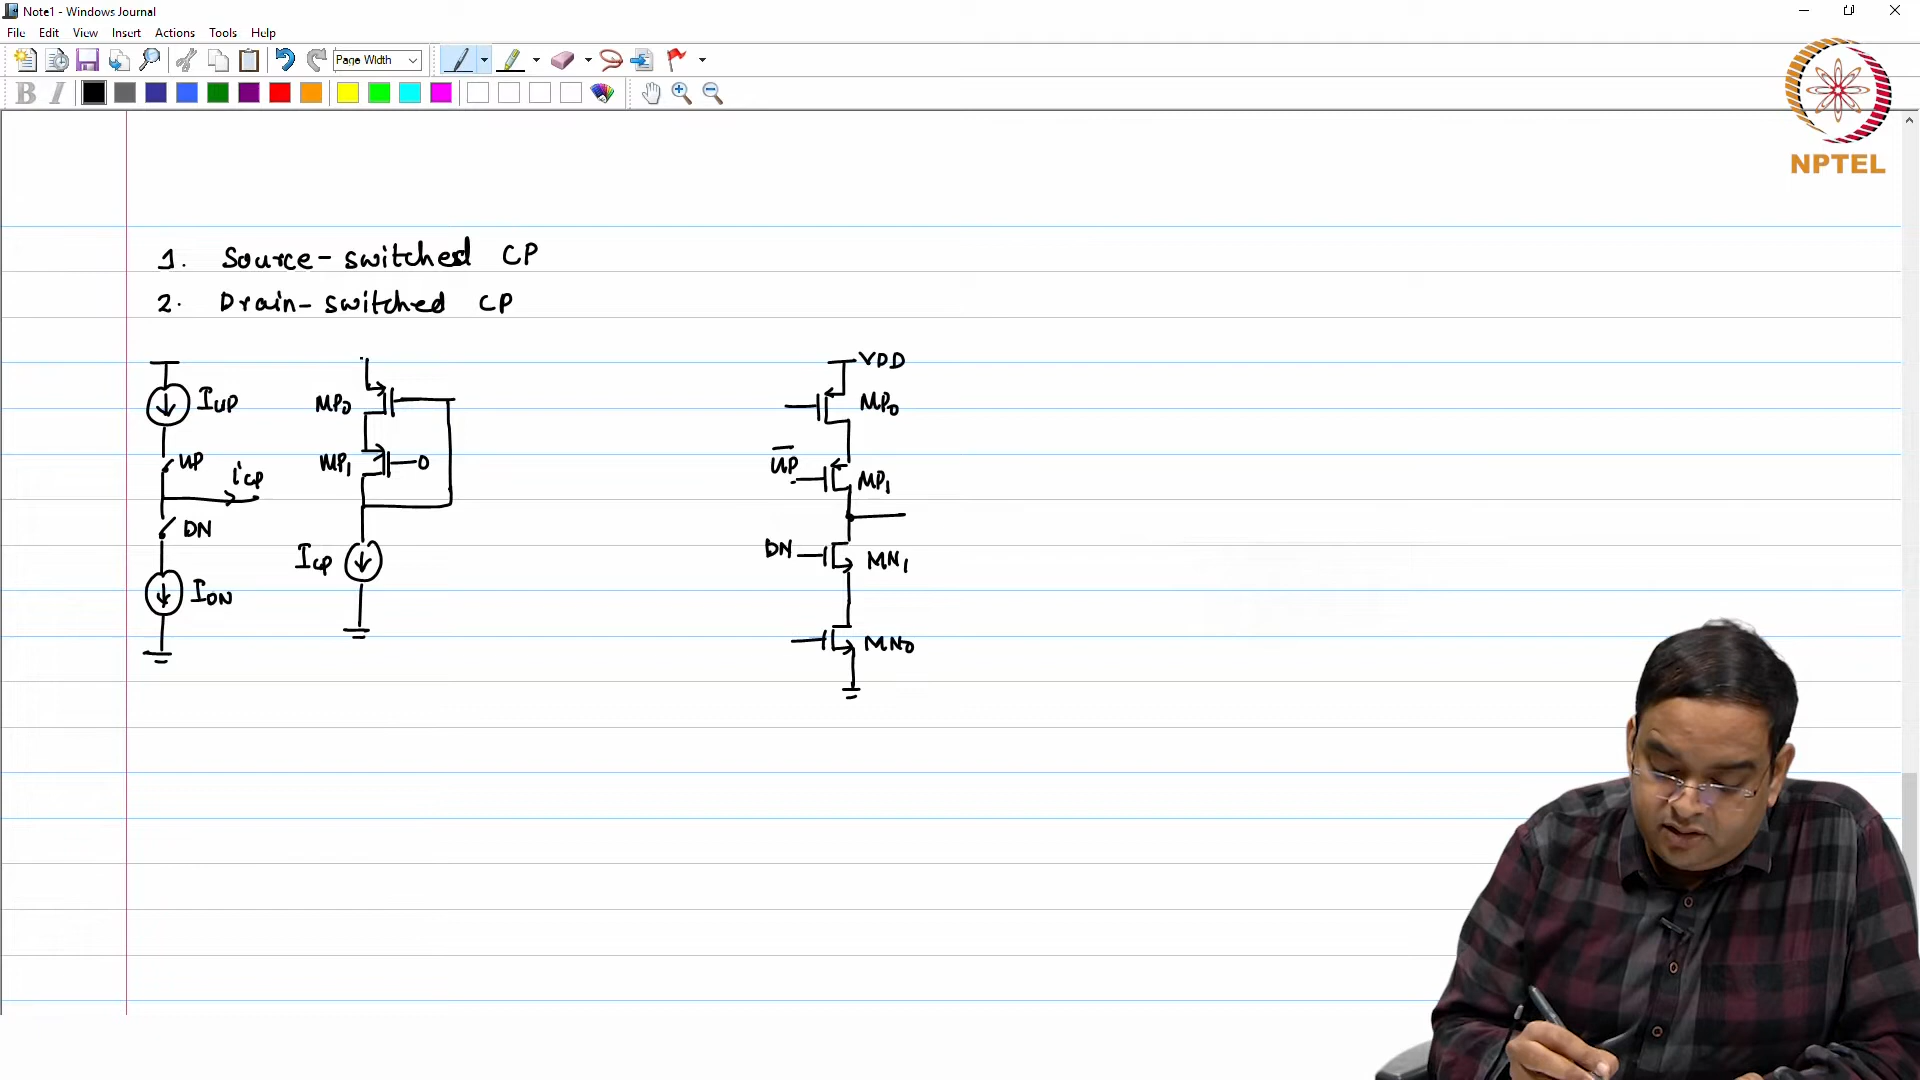 Note1 - Windows Journal
File Edit View Insert Actions Tools Help
Page Width
B I
NPTEL
1. Source-switched CP
2. Drain-switched CP
VDD
IUP
MP0
MP0
UP
iCP
MP1
0
U̅P̅
MP1
DN
DN
MN1
ICP
IDN
MN0